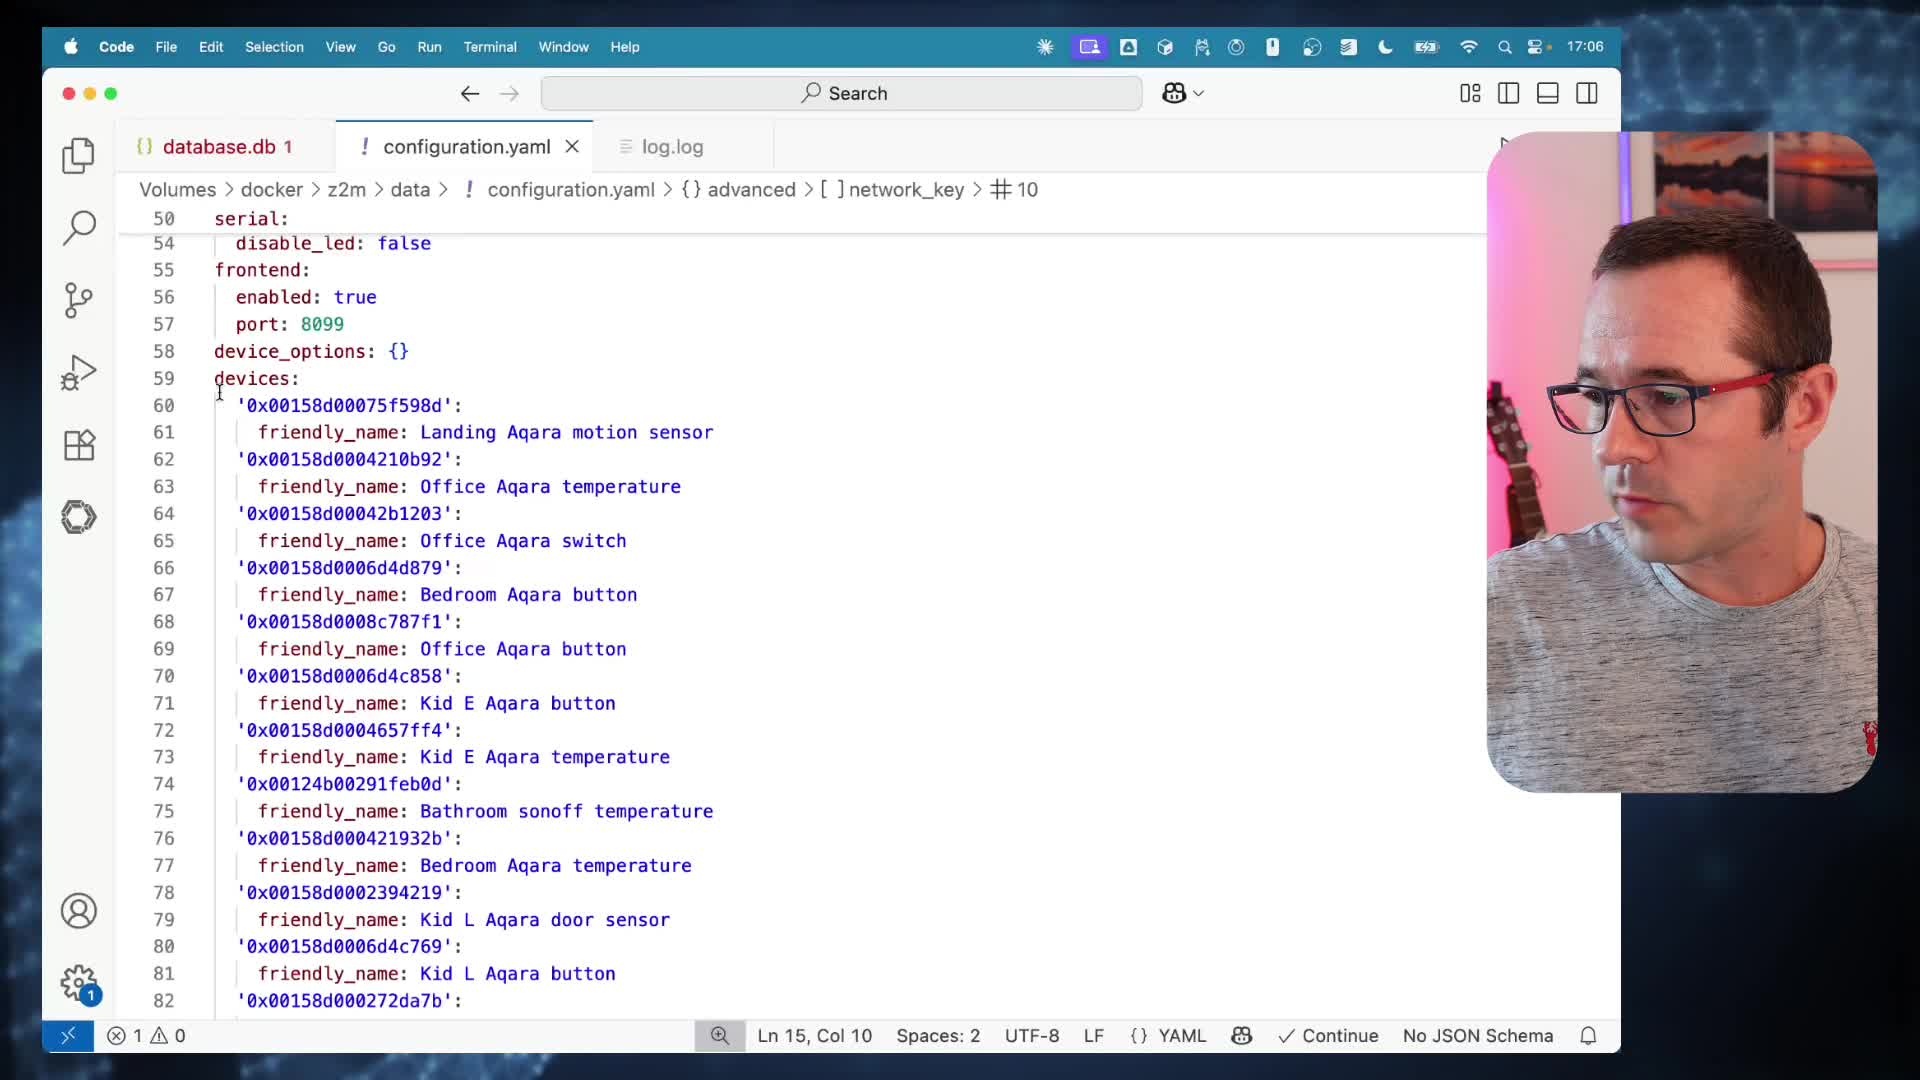 Code File Edit Selection View Go Run Terminal Window Help 17:06
Search
database.db 1 configuration.yaml log.log
Volumes > docker > z2m > data > ! configuration.yaml > {} advanced > [ ] network_key > # 10
50 serial:
54 disable_led: false
55 frontend:
56 enabled: true
57 port: 8099
58 device_options: {}
59 devices:
60 '0x00158d00075f598d':
61 friendly_name: Landing Aqara motion sensor
62 '0x00158d0004210b92':
63 friendly_name: Office Aqara temperature
64 '0x00158d00042b1203':
65 friendly_name: Office Aqara switch
66 '0x00158d0006d4d879':
67 friendly_name: Bedroom Aqara button
68 '0x00158d0008c787f1':
69 friendly_name: Office Aqara button
70 '0x00158d0006d4c858':
71 friendly_name: Kid E Aqara button
72 '0x00158d0004657ff4':
73 friendly_name: Kid E Aqara temperature
74 '0x00124b00291feb0d':
75 friendly_name: Bathroom sonoff temperature
76 '0x00158d000421932b':
77 friendly_name: Bedroom Aqara temperature
78 '0x00158d0002394219':
79 friendly_name: Kid L Aqara door sensor
80 '0x00158d0006d4c769':
81 friendly_name: Kid L Aqara button
82 '0x00158d000272da7b':
1
1 0 Ln 15, Col 10 Spaces: 2 UTF-8 LF {} YAML Continue No JSON Schema